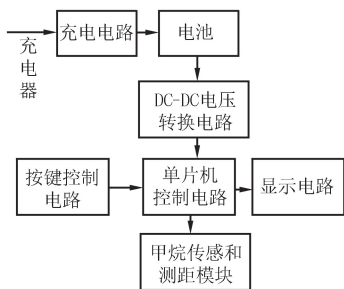 充电器
充电电路
电池
DC-DC电压
转换电路
按键控制
电路
单片机
控制电路
显示电路
甲烷传感和
测距模块